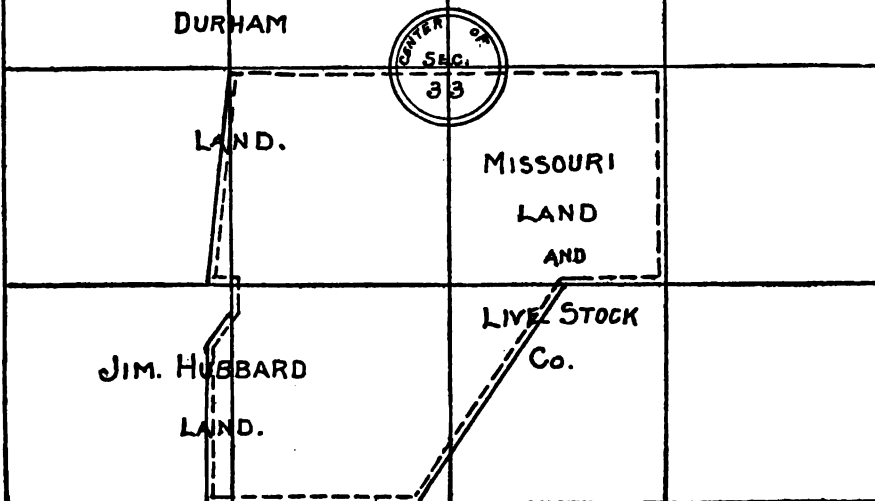 DURHAM
CENTER OF
SEC.
33
LAND.
MISSOURI
LAND
AND
LIVE STOCK
CO.
JIM. HUBBARD
LAND.